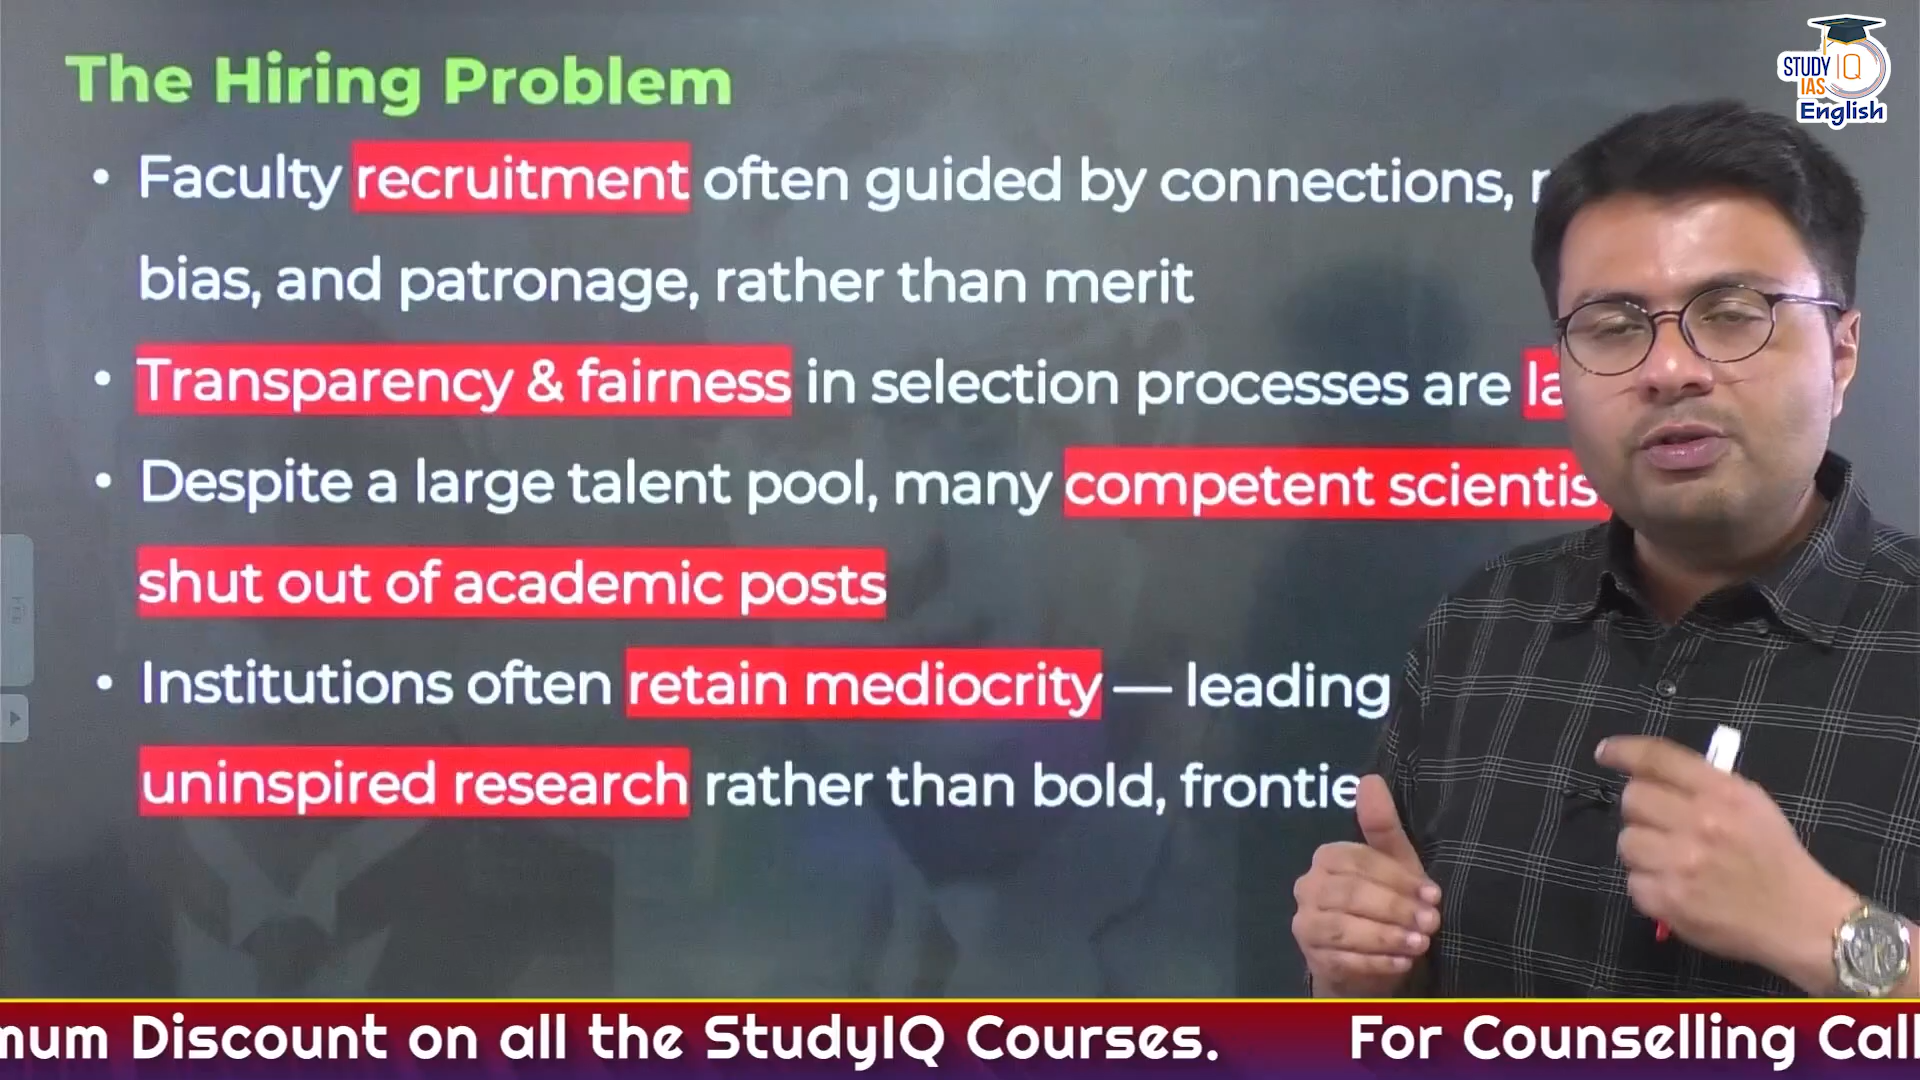 The Hiring Problem
• Faculty recruitment often guided by connections,
bias, and patronage, rather than merit
• Transparency & fairness in selection processes are
• Despite a large talent pool, many competent
shut out of academic posts
• Institutions often retain mediocrity — leading
uninspired research rather than bold,
STUDY IQ
IAS
English
Discount on all the StudyIQ Courses. For Counselling Call